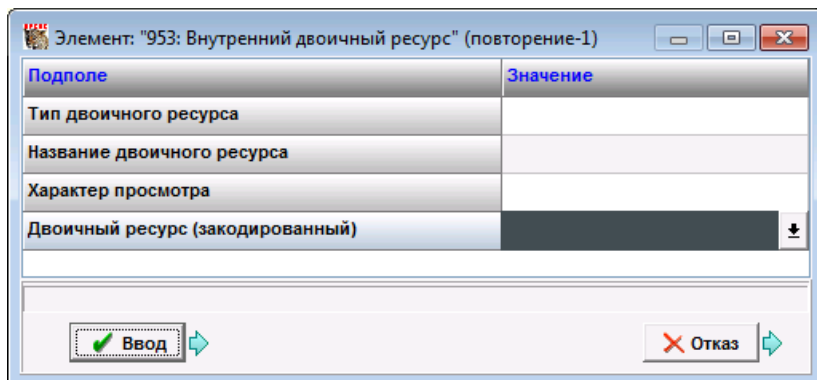 Элемент: "953: Внутренний двоичный ресурс" (повторение-1)
Подполе Значение
Тип двоичного ресурса
Название двоичного ресурса
Характер просмотра
Двоичный ресурс (закодированный)
Ввод Отказ